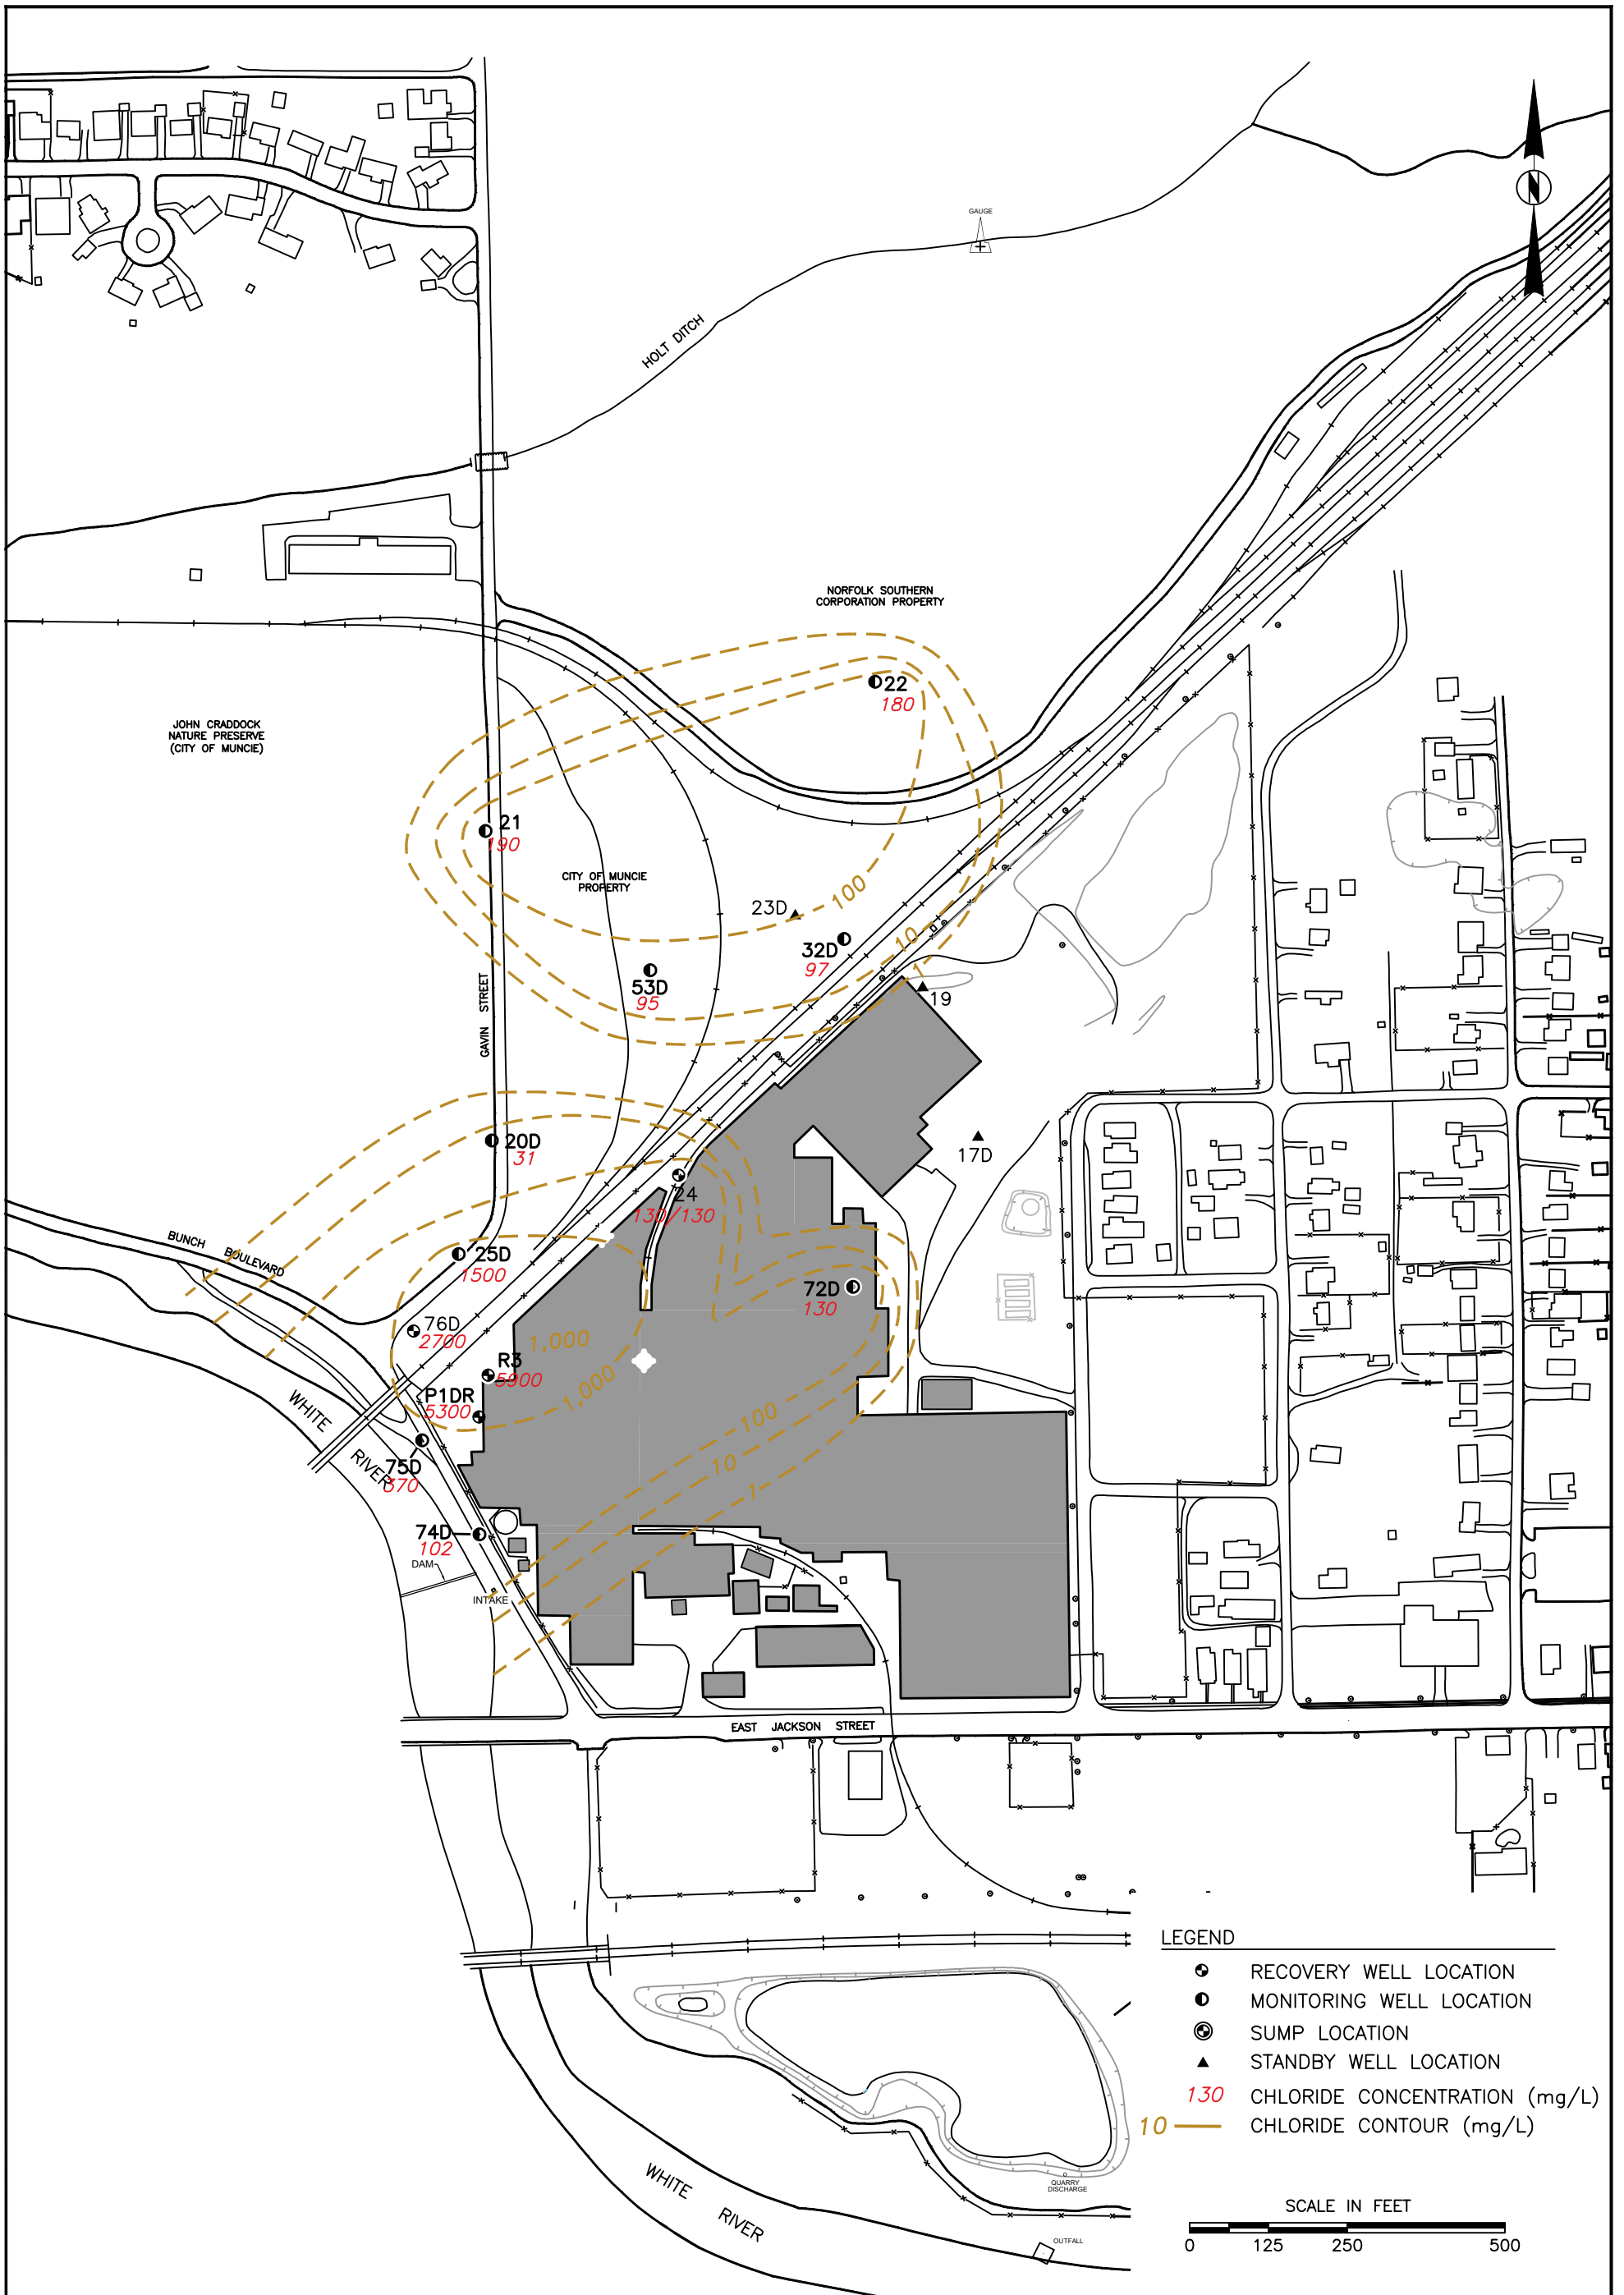 GAUGE
HOLT DITCH
NORFOLK SOUTHERN
CORPORATION PROPERTY
22
180
JOHN CRADDOCK
NATURE PRESERVE
(CITY OF MUNCIE)
21
190
CITY OF MUNCIE
PROPERTY
100
23D
32D
97
10
1
19
53D
95
GAVIN STREET
20D
31
17D
24
130/130
BUNCH BOULEVARD
25D
1500
72D
130
76D
2700
1,000
R3
5900
1,000
P1DR
5300
100
WHITE RIVER
75D
370
10
1
74D
102
DAM
INTAKE
EAST JACKSON STREET
LEGEND
RECOVERY WELL LOCATION
MONITORING WELL LOCATION
SUMP LOCATION
STANDBY WELL LOCATION
130 CHLORIDE CONCENTRATION (mg/L)
10 CHLORIDE CONTOUR (mg/L)
QUARRY
DISCHARGE
WHITE RIVER
OUTFALL
SCALE IN FEET
0 125 250 500
N